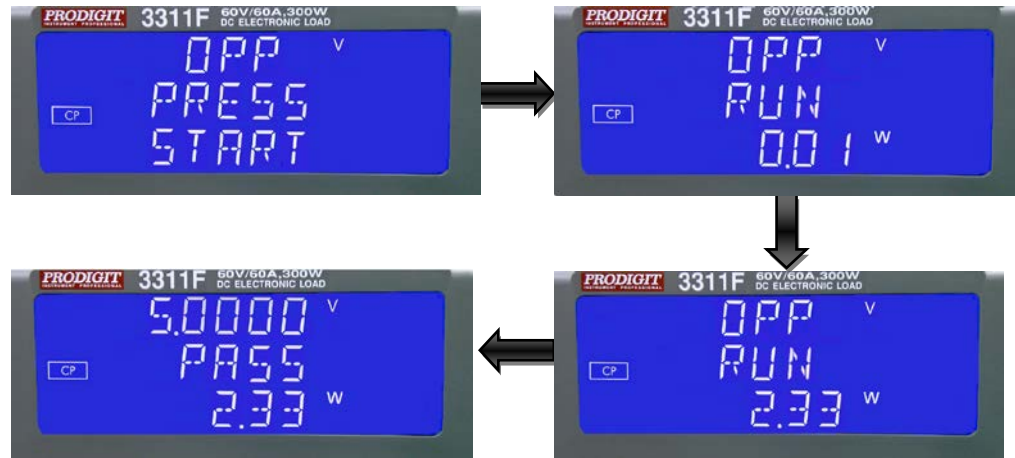 PRODIGIT 3311F 60V/60A,300W
INSTRUMENT PROFESSIONAL DC ELECTRONIC LOAD
OPP V
PRESS
CP
START
PRODIGIT 3311F 60V/60A,300W
INSTRUMENT PROFESSIONAL DC ELECTRONIC LOAD
OPP V
RUN
CP
0.01 W
PRODIGIT 3311F 60V/60A,300W
INSTRUMENT PROFESSIONAL DC ELECTRONIC LOAD
OPP V
RUN
CP
2.33 W
PRODIGIT 3311F 60V/60A,300W
INSTRUMENT PROFESSIONAL DC ELECTRONIC LOAD
5.0000 V
PASS
CP
2.33 W